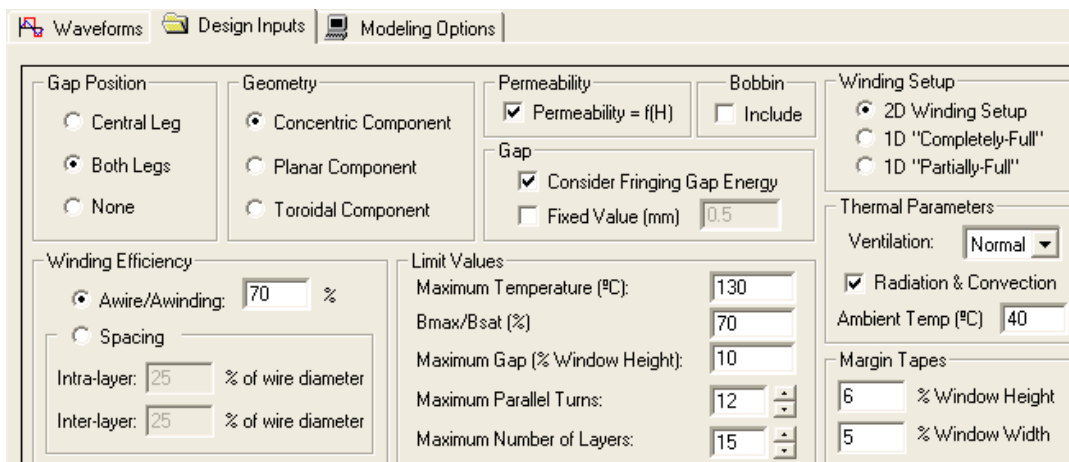 Waveforms
Design Inputs
Modeling Options
Gap Position
Central Leg
Both Legs
None
Geometry
Concentric Component
Planar Component
Toroidal Component
Permeability
Permeability = f(H)
Bobbin
Include
Gap
Consider Fringing Gap Energy
Fixed Value (mm) 0.5
Winding Setup
2D Winding Setup
1D "Completely-Full"
1D "Partially-Full"
Thermal Parameters
Ventilation: Normal
Radiation & Convection
Ambient Temp (ºC) 40
Winding Efficiency
Awire/Awinding: 70 %
Spacing
Intra-layer: 25 % of wire diameter
Inter-layer: 25 % of wire diameter
Limit Values
Maximum Temperature (ºC): 130
Bmax/Bsat (%) 70
Maximum Gap (% Window Height): 10
Maximum Parallel Turns: 12
Maximum Number of Layers: 15
Margin Tapes
6 % Window Height
5 % Window Width